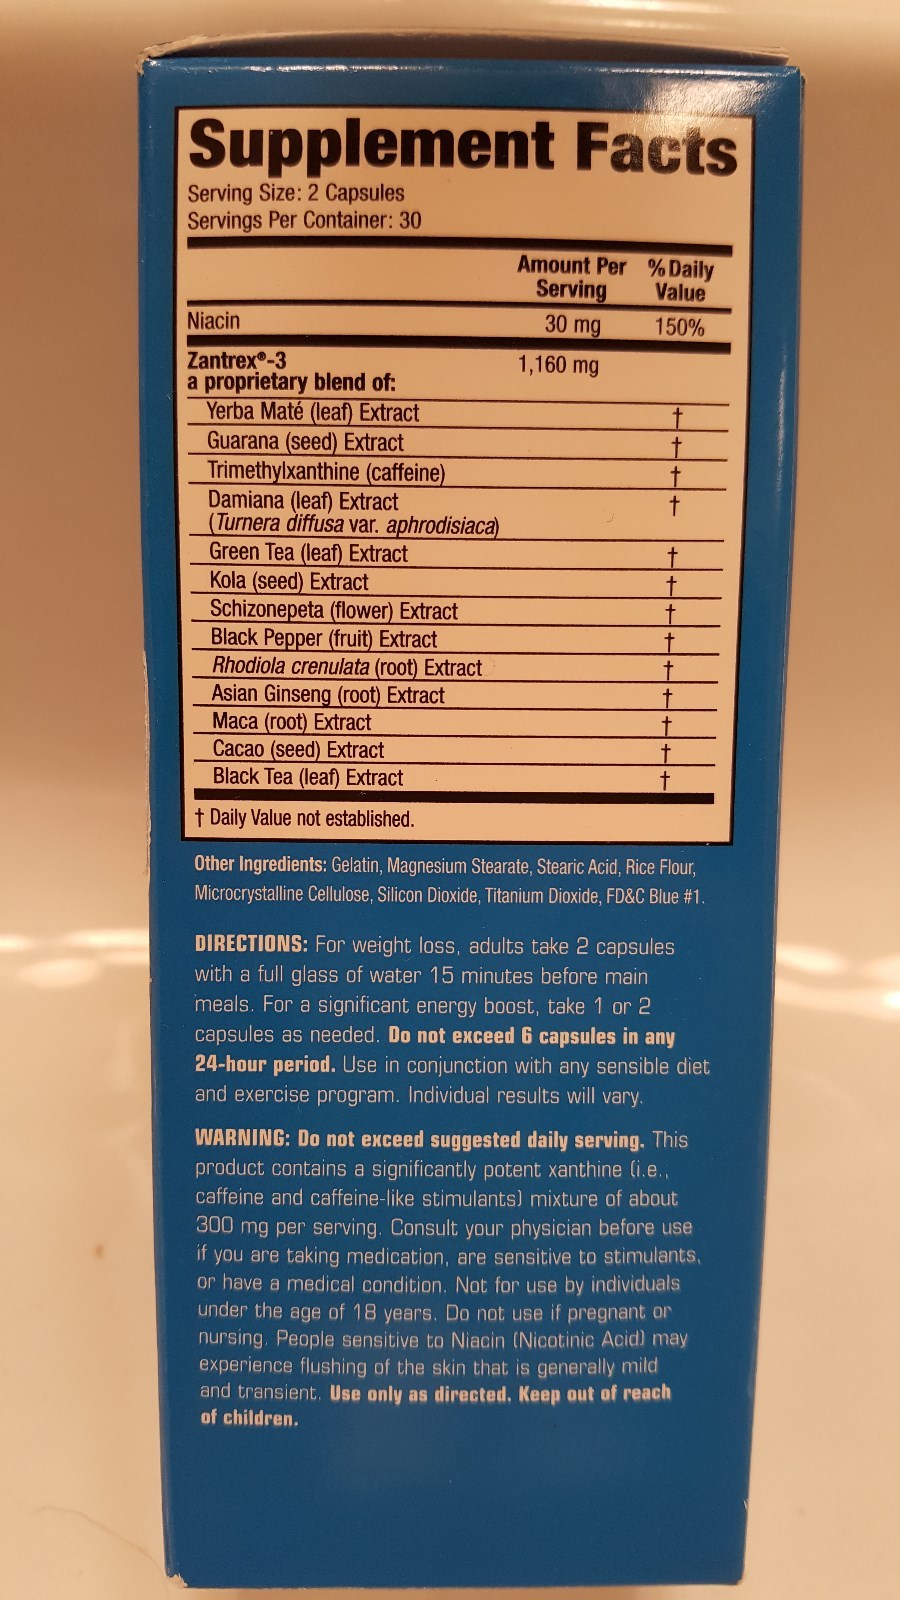 Supplement Facts
Serving Size: 2 Capsules
Servings Per Container: 30
Amount Per Serving % Daily Value
Niacin 30 mg 150%
Zantrex®-3 1,160 mg
a proprietary blend of:
Yerba Maté (leaf) Extract †
Guarana (seed) Extract †
Trimethylxanthine (caffeine) †
Damiana (leaf) Extract †
(Turnera diffusa var. aphrodisiaca)
Green Tea (leaf) Extract †
Kola (seed) Extract †
Schizonepeta (flower) Extract †
Black Pepper (fruit) Extract †
Rhodiola crenulata (root) Extract †
Asian Ginseng (root) Extract †
Maca (root) Extract †
Cacao (seed) Extract †
Black Tea (leaf) Extract †
† Daily Value not established.
Other Ingredients: Gelatin, Magnesium Stearate, Stearic Acid, Rice Flour,
Microcrystalline Cellulose, Silicon Dioxide, Titanium Dioxide, FD&C Blue #1.
DIRECTIONS: For weight loss, adults take 2 capsules
with a full glass of water 15 minutes before main
meals. For a significant energy boost, take 1 or 2
capsules as needed. Do not exceed 6 capsules in any
24-hour period. Use in conjunction with any sensible diet
and exercise program. Individual results will vary.
WARNING: Do not exceed suggested daily serving. This
product contains a significantly potent xanthine (i.e.,
caffeine and caffeine-like stimulants) mixture of about
300 mg per serving. Consult your physician before use
if you are taking medication, are sensitive to stimulants,
or have a medical condition. Not for use by individuals
under the age of 18 years. Do not use if pregnant or
nursing. People sensitive to Niacin (Nicotinic Acid) may
experience flushing of the skin that is generally mild
and transient. Use only as directed. Keep out of reach
of children.